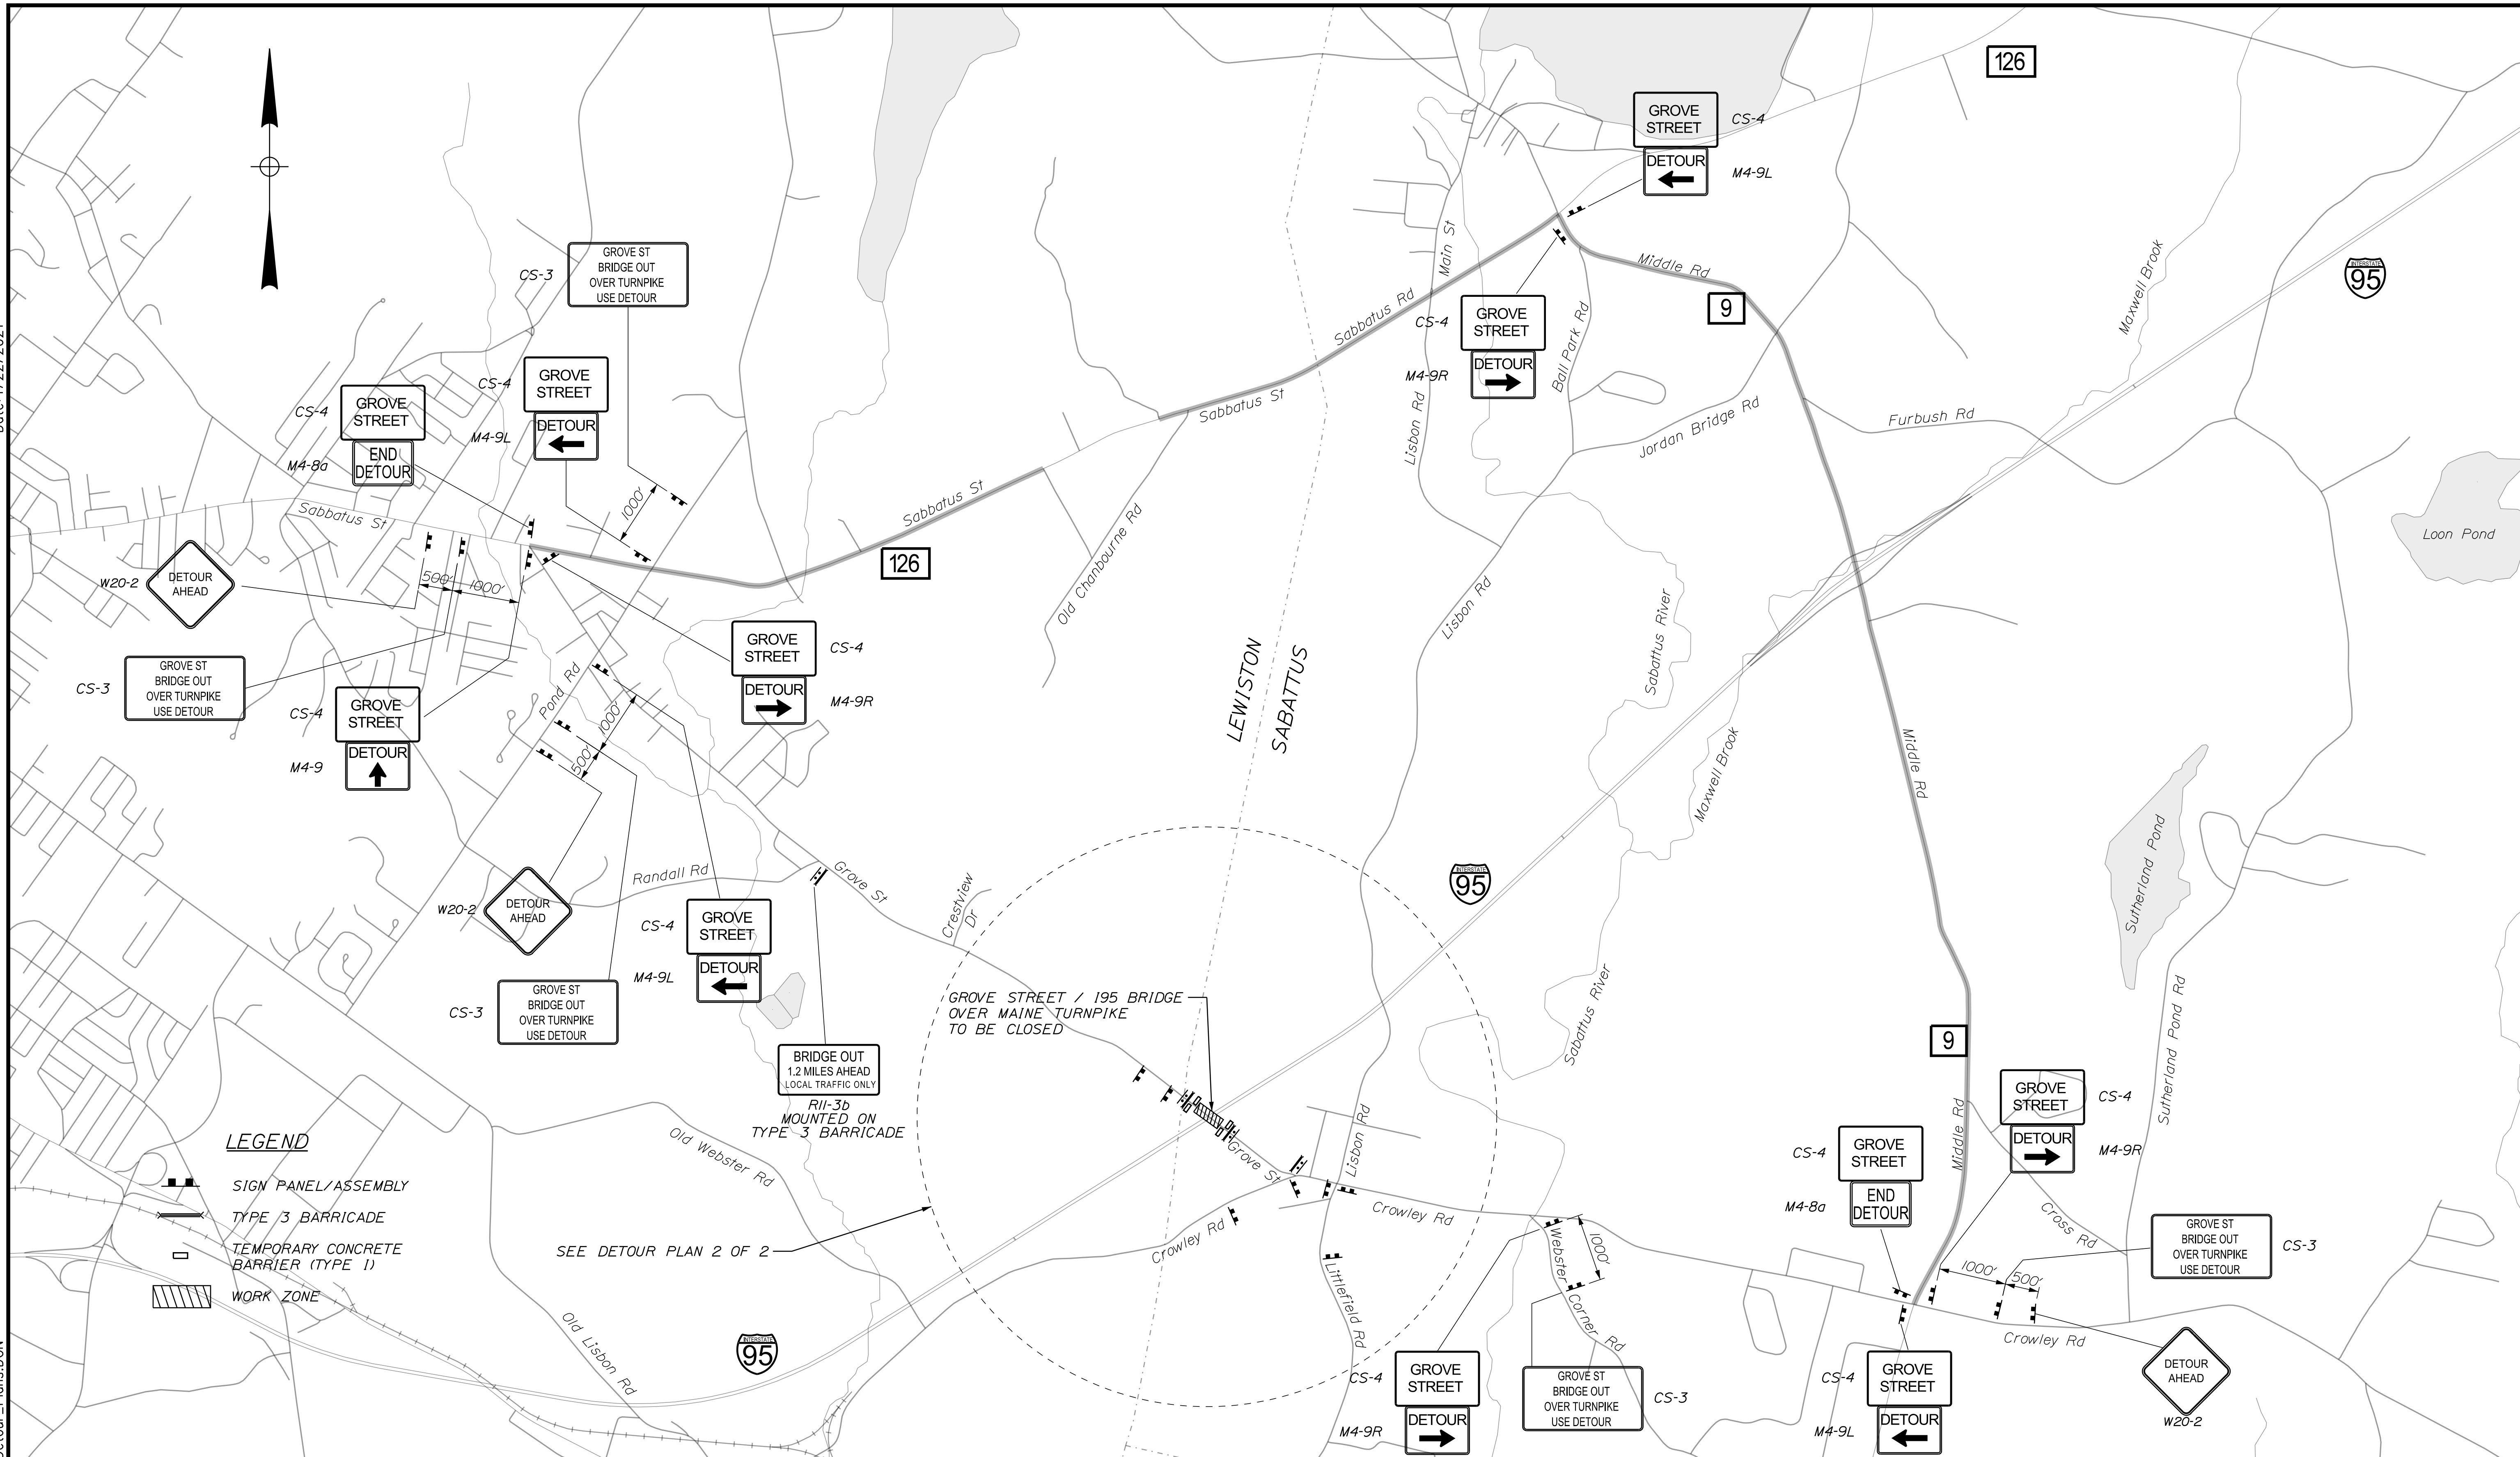 126
GROVE
STREET
CS-4
DETOUR
M4-9L
GROVE ST
BRIDGE OUT
OVER TURNPIKE
USE DETOUR
CS-3
Main St
Middle Rd
Maxwell Brook
INTERSTATE
95
9
Sabbatus Rd
GROVE
STREET
CS-4
DETOUR
M4-9R
Ball Park Rd
GROVE
STREET
CS-4
DETOUR
M4-9L
GROVE
STREET
CS-4
END
DETOUR
M4-8a
1000'
Sabbatus St
Lisbon Rd
Jordan Bridge Rd
Furbush Rd
Sabbatus St
Sabbatus St
Loon Pond
126
Old Chanbourne Rd
DETOUR
AHEAD
W20-2
500'
1000'
Lisbon Rd
Sabattus River
LEWISTON
SABATTUS
GROVE ST
BRIDGE OUT
OVER TURNPIKE
USE DETOUR
CS-3
GROVE
STREET
CS-4
DETOUR
M4-9
GROVE
STREET
CS-4
DETOUR
M4-9R
Pond Rd
1000'
500'
Maxwell Brook
Middle Rd
Sutherland Pond
Randall Rd
Grove St
Crestview
Dr
INTERSTATE
95
DETOUR
AHEAD
W20-2
GROVE
STREET
CS-4
DETOUR
M4-9L
GROVE ST
BRIDGE OUT
OVER TURNPIKE
USE DETOUR
CS-3
GROVE STREET / I95 BRIDGE
OVER MAINE TURNPIKE
TO BE CLOSED
Sabattus River
Sutherland Pond Rd
9
BRIDGE OUT
1.2 MILES AHEAD
LOCAL TRAFFIC ONLY
R11-3b
MOUNTED ON
TYPE 3 BARRICADE
Old Webster Rd
Grove St
Lisbon Rd
Middle Rd
GROVE
STREET
CS-4
DETOUR
M4-9R
GROVE
STREET
CS-4
END
DETOUR
M4-8a
LEGEND
SIGN PANEL/ASSEMBLY
TYPE 3 BARRICADE
TEMPORARY CONCRETE
BARRIER (TYPE 1)
WORK ZONE
SEE DETOUR PLAN 2 OF 2
Crowley Rd
Crowley Rd
Webster
Corner Rd
1000'
Cross Rd
GROVE ST
BRIDGE OUT
OVER TURNPIKE
USE DETOUR
CS-3
1000'
500'
Littlefield Rd
Old Lisbon Rd
INTERSTATE
95
Crowley Rd
GROVE
STREET
CS-4
DETOUR
M4-9R
GROVE ST
BRIDGE OUT
OVER TURNPIKE
USE DETOUR
CS-3
GROVE
STREET
CS-4
DETOUR
M4-9L
DETOUR
AHEAD
W20-2